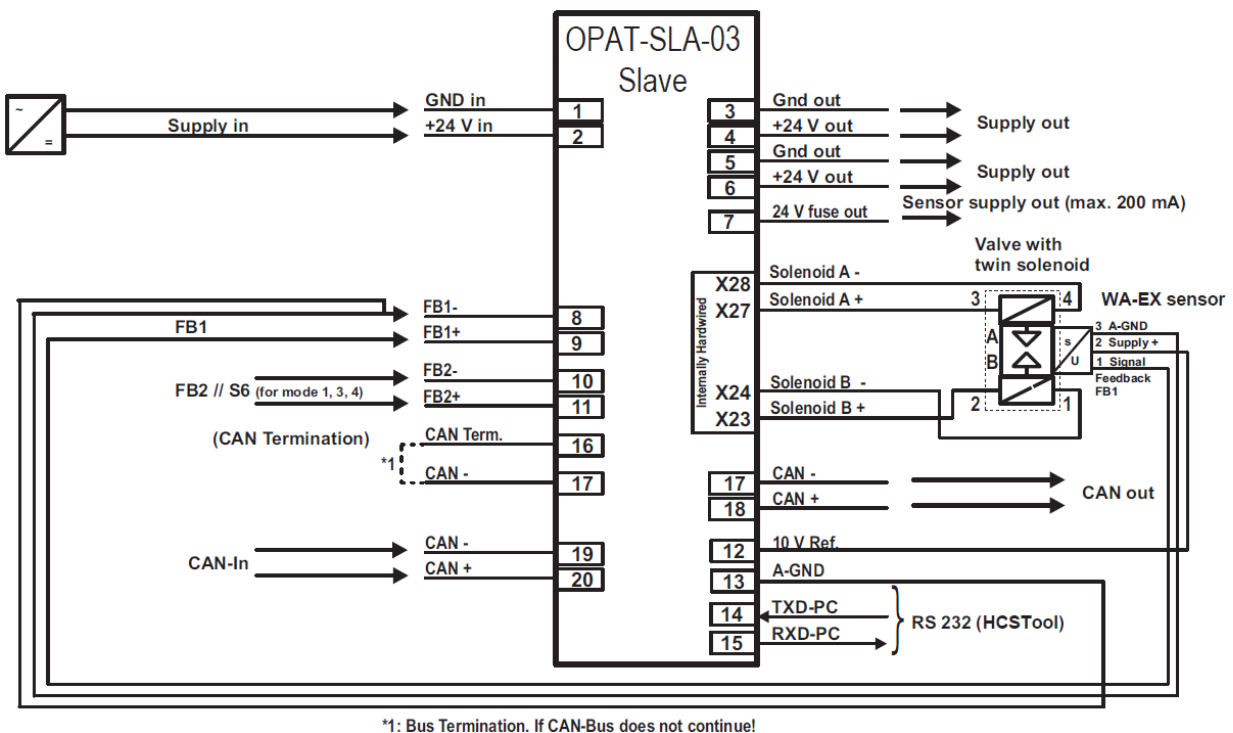 OPAT-SLA-03
Slave
~
=
Supply in
GND in
+24 V in
1
2
3
4
5
6
7
Gnd out
+24 V out
Gnd out
+24 V out
24 V fuse out
Supply out
Supply out
Sensor supply out (max. 200 mA)
Valve with
twin solenoid
Internally Hardwired
X28
X27
X24
X23
Solenoid A -
Solenoid A +
Solenoid B -
Solenoid B +
3
4
A
B
2
1
s
U
WA-EX sensor
3 A-GND
2 Supply +
1 Signal
Feedback
FB1
FB1
FB1-
FB1+
8
9
FB2 // S6 (for mode 1, 3, 4)
FB2-
FB2+
10
11
(CAN Termination)
*1
CAN Term.
CAN -
16
17
CAN-In
CAN -
CAN +
19
20
17
18
CAN -
CAN +
CAN out
12
13
10 V Ref.
A-GND
14
15
TXD-PC
RXD-PC
RS 232 (HCSTool)
*1: Bus Termination. If CAN-Bus does not continue!